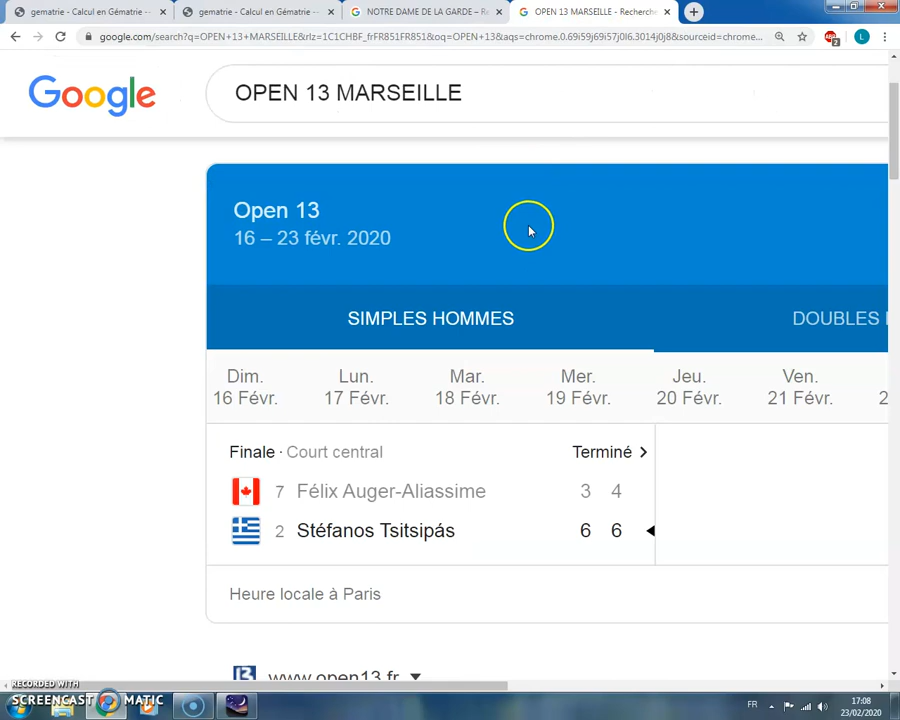 gematrie - Calcul en Gématrie --
gematrie - Calcul en Gématrie --
NOTRE DAME DE LA GARDE – Re
OPEN 13 MARSEILLE - Recherche
google.com/search?q=OPEN+13+MARSEILLE&rlz=1C1CHBF_frFR851FR851&oq=OPEN+13&aqs=chrome.0.69i59j69i57j0l6.3014j0j8&sourceid=chrome...
2
L
Google
OPEN 13 MARSEILLE
Open 13
16 – 23 févr. 2020
SIMPLES HOMMES
DOUBLES
Dim. Lun. Mar. Mer. Jeu. Ven.
16 Févr. 17 Févr. 18 Févr. 19 Févr. 20 Févr. 21 Févr. 2
Finale · Court central Terminé
7 Félix Auger-Aliassime 3 4
2 Stéfanos Tsitsipás 6 6
Heure locale à Paris
www.open13.fr
RECORDED WITH
SCREENCAST MATIC
FR
17:08
23/02/2020